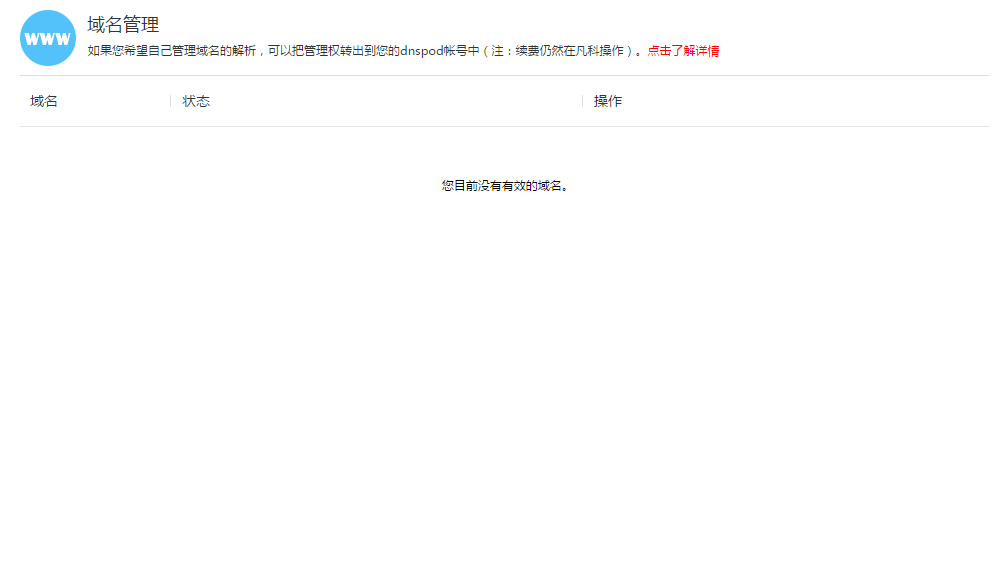 www
域名管理
如果您希望自己管理域名的解析，可以把管理权转出到您的dnspod帐号中（注：续费仍然在凡科操作）。点击了解详情
域名 状态 操作
您目前没有有效的域名。